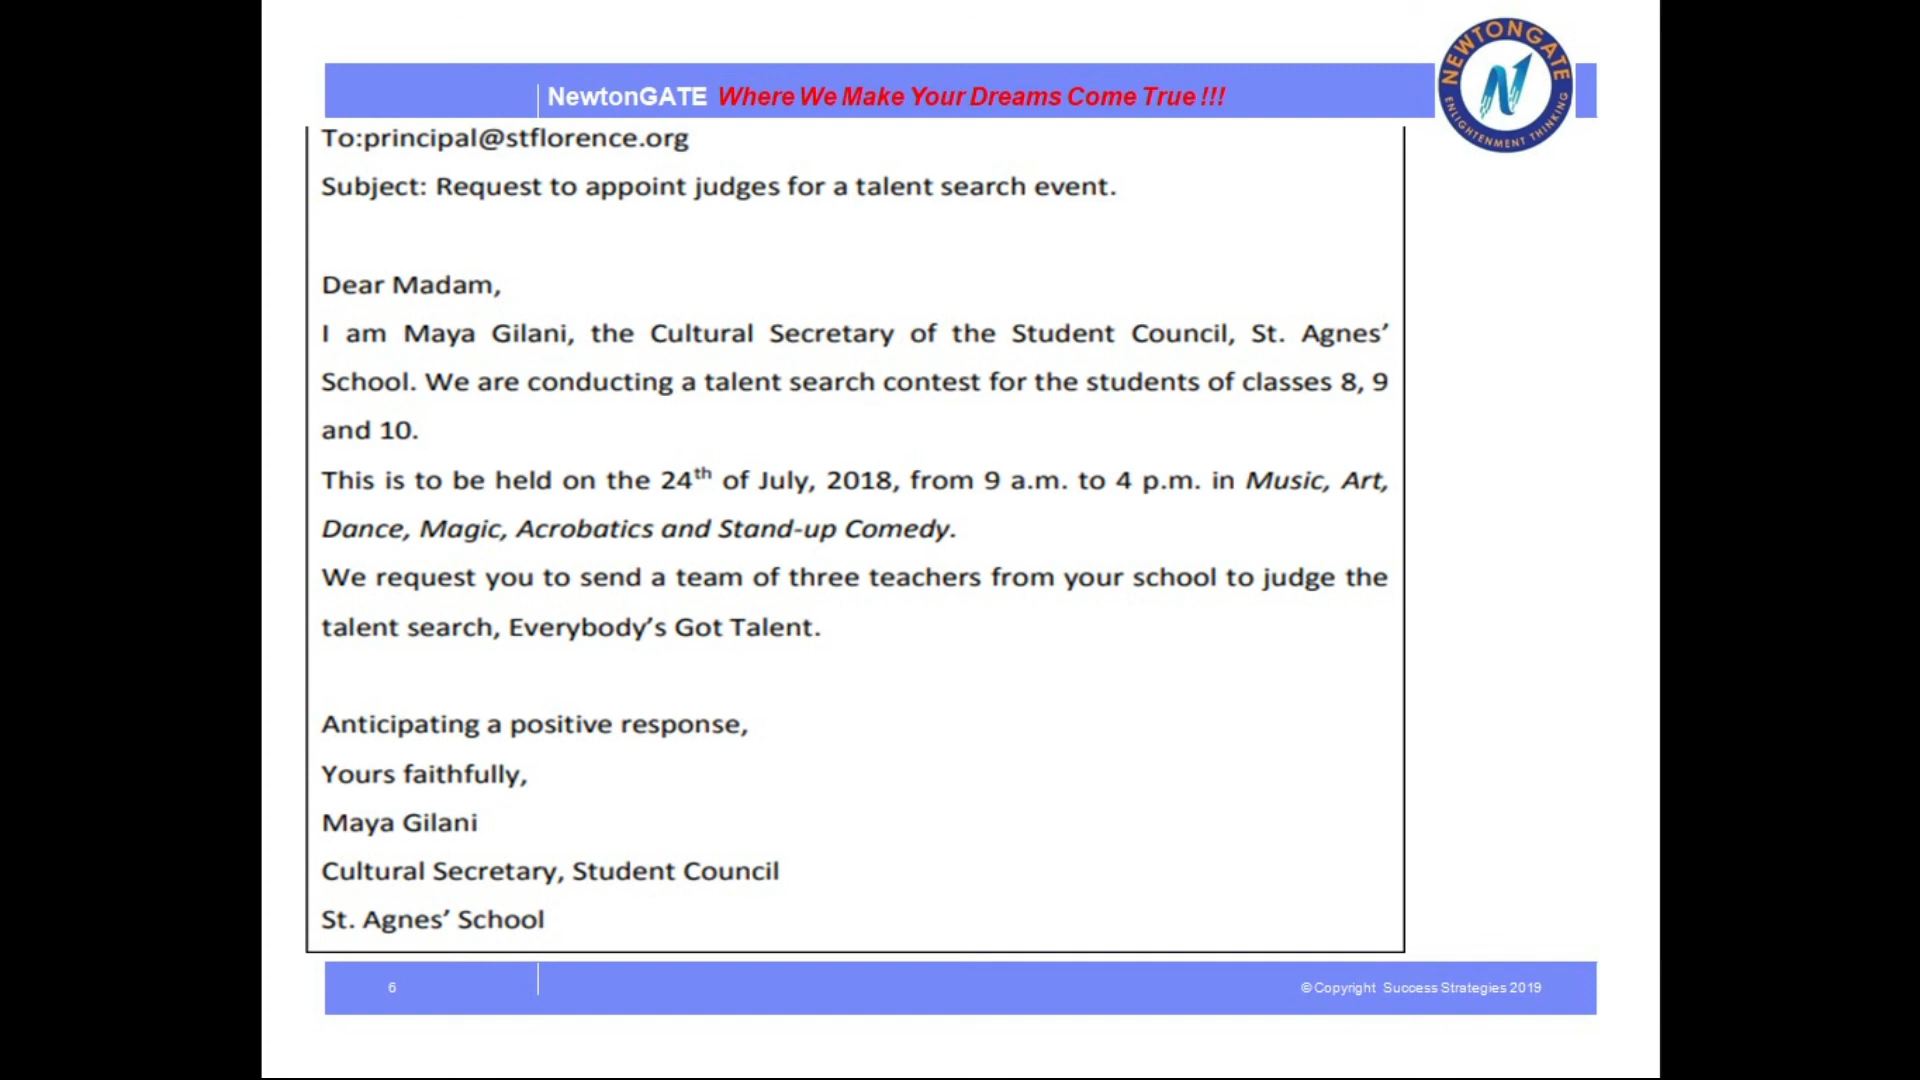 NEWTONGATE
ENLIGHTENMENT THINKING
NewtonGATE Where We Make Your Dreams Come True !!!
To:principal@stflorence.org
Subject: Request to appoint judges for a talent search event.
Dear Madam,
I am Maya Gilani, the Cultural Secretary of the Student Council, St. Agnes’
School. We are conducting a talent search contest for the students of classes 8, 9
and 10.
This is to be held on the 24th of July, 2018, from 9 a.m. to 4 p.m. in Music, Art,
Dance, Magic, Acrobatics and Stand-up Comedy.
We request you to send a team of three teachers from your school to judge the
talent search, Everybody’s Got Talent.
Anticipating a positive response,
Yours faithfully,
Maya Gilani
Cultural Secretary, Student Council
St. Agnes’ School
6
©Copyright Success Strategies 2019